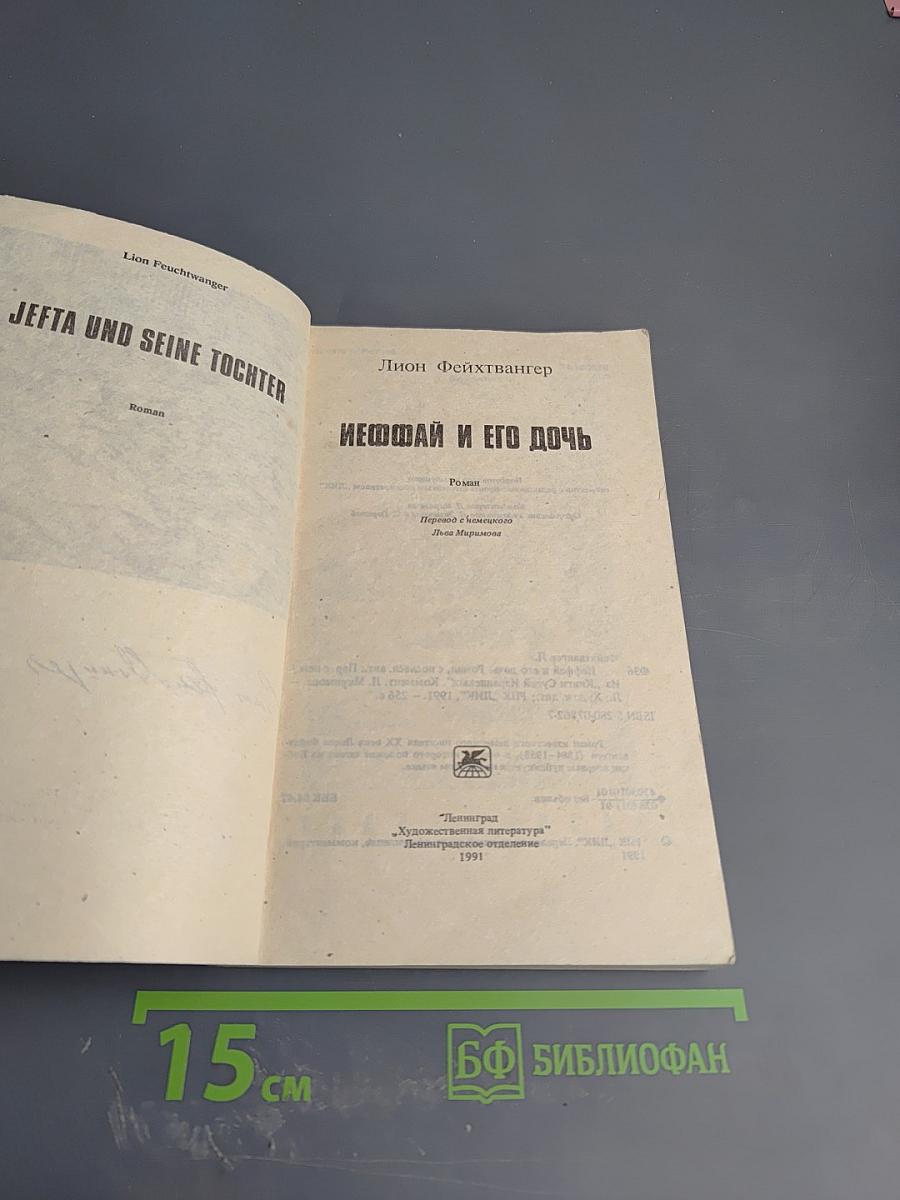 Lion Feuchtwanger
JEFTA UND SEINE TOCHTER
Roman
Лион Фейхтвангер
ИЕФФАЙ И ЕГО ДОЧЬ
Роман
Перевод с немецкого
Льва Миримова
Ленинград
„Художественная литература"
Ленинградское отделение
1991
15 см
БФ БИБЛИОФАН